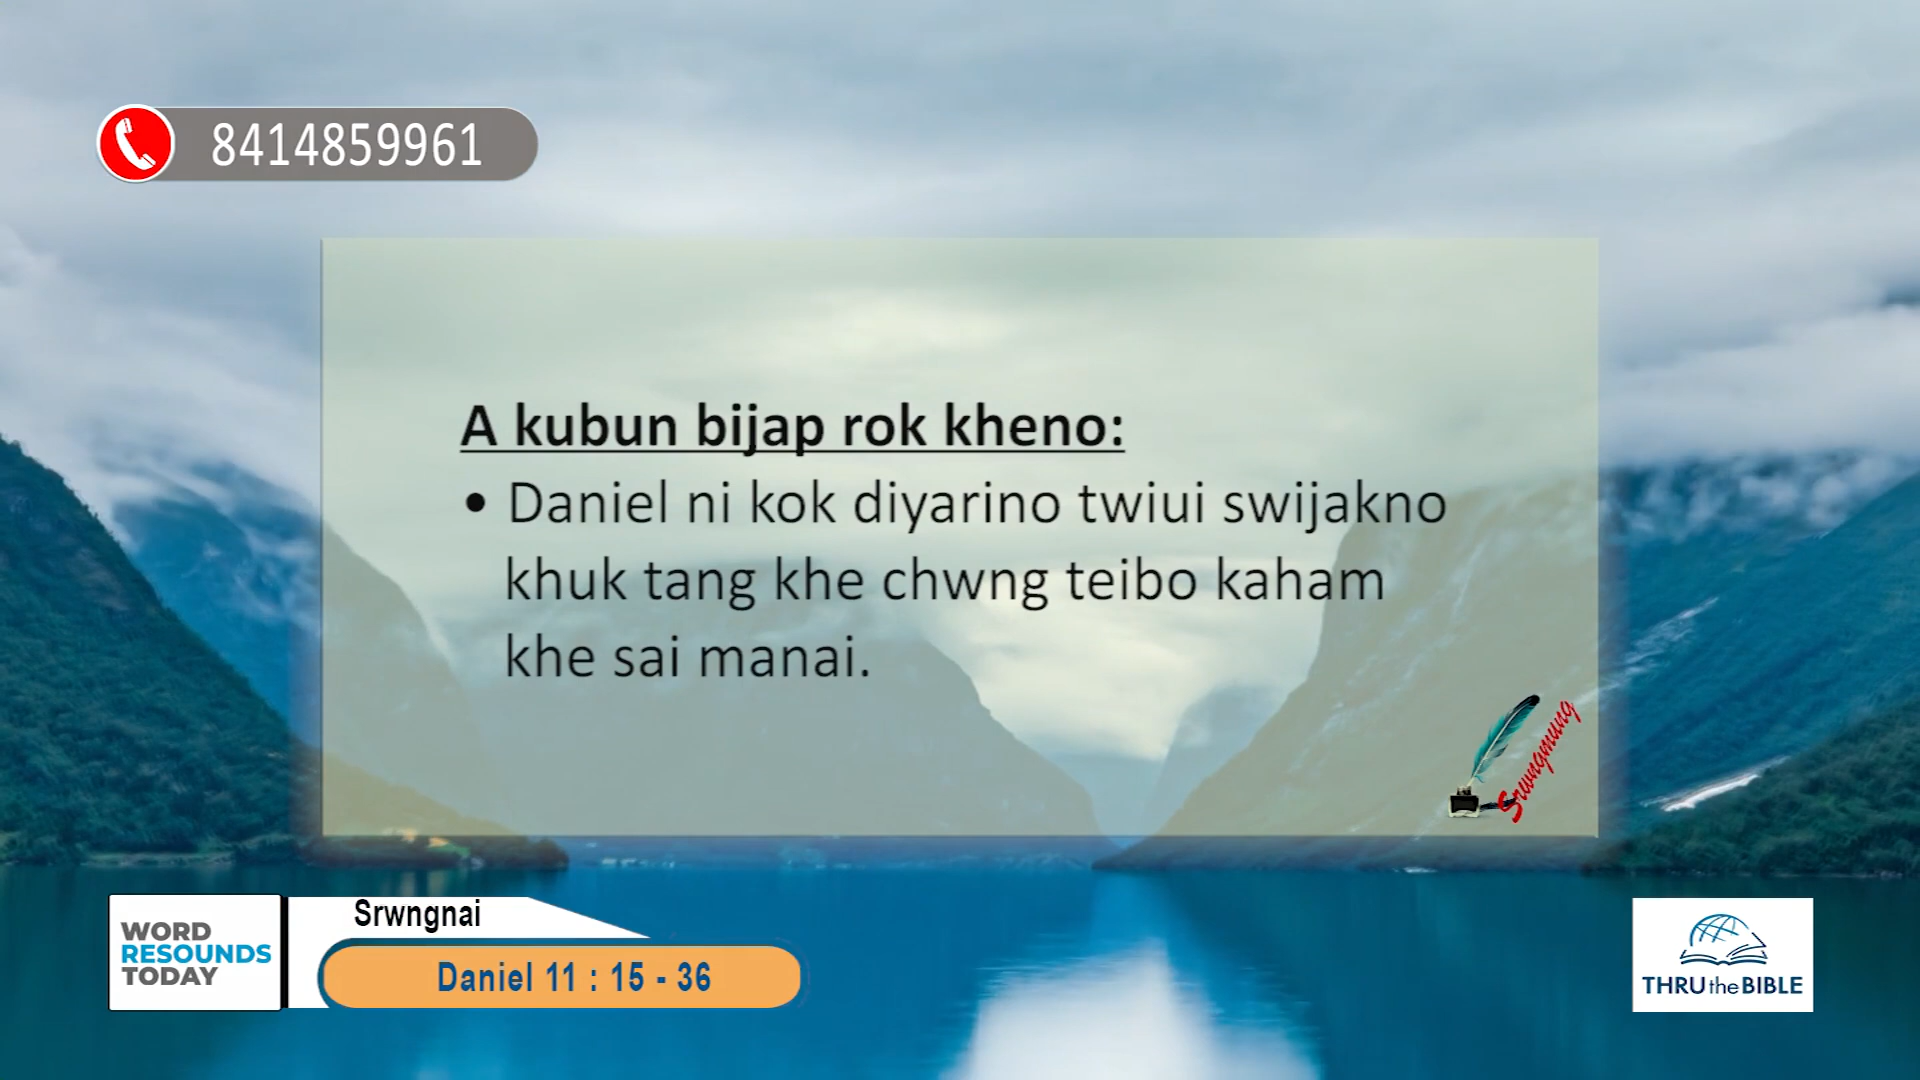 8414859961
A kubun bijap rok kheno:
• Daniel ni kok diyarino twiui swijakno
khuk tang khe chwng teibo kaham
khe sai manai.
Srwngmung
WORD
RESOUNDS
TODAY
Srwngnai
Daniel 11 : 15 - 36
THRU the BIBLE